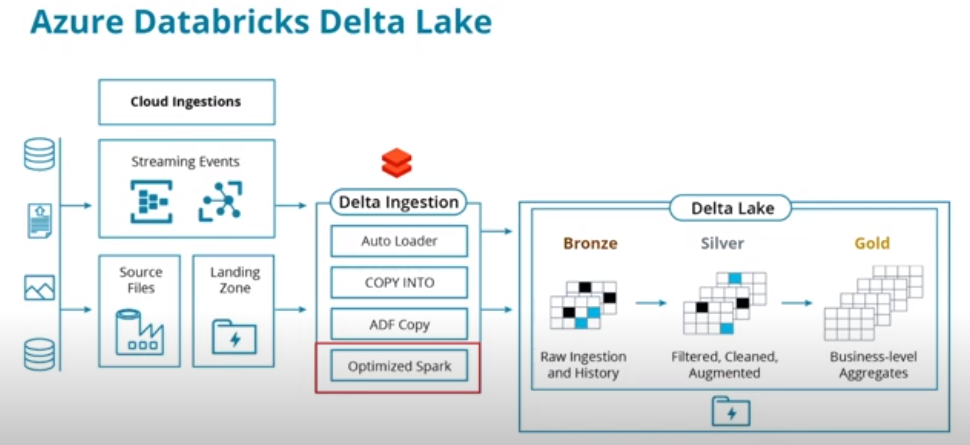 Azure Databricks Delta Lake
Cloud Ingestions
Streaming Events
Source
Files
Landing
Zone
Delta Ingestion
Auto Loader
COPY INTO
ADF Copy
Optimized Spark
Delta Lake
Bronze
Silver
Gold
Raw Ingestion
and History
Filtered, Cleaned,
Augmented
Business-level
Aggregates